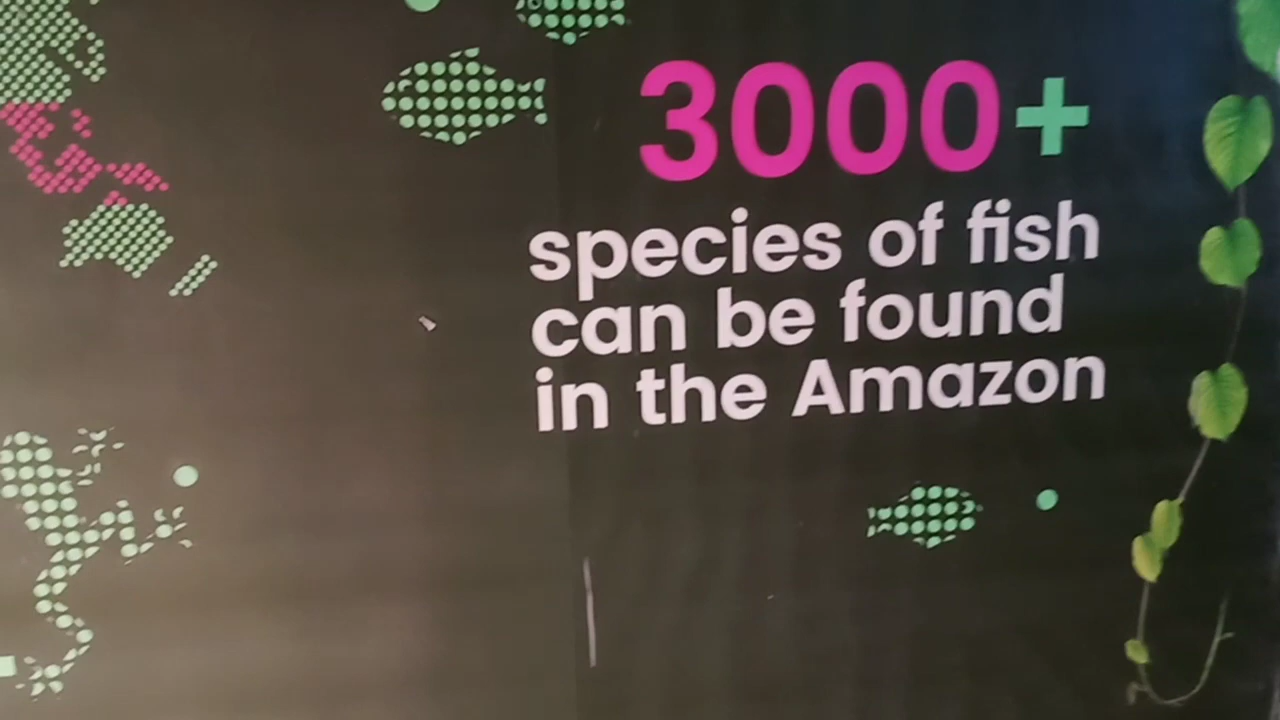 3000+
species of fish
can be found
in the Amazon